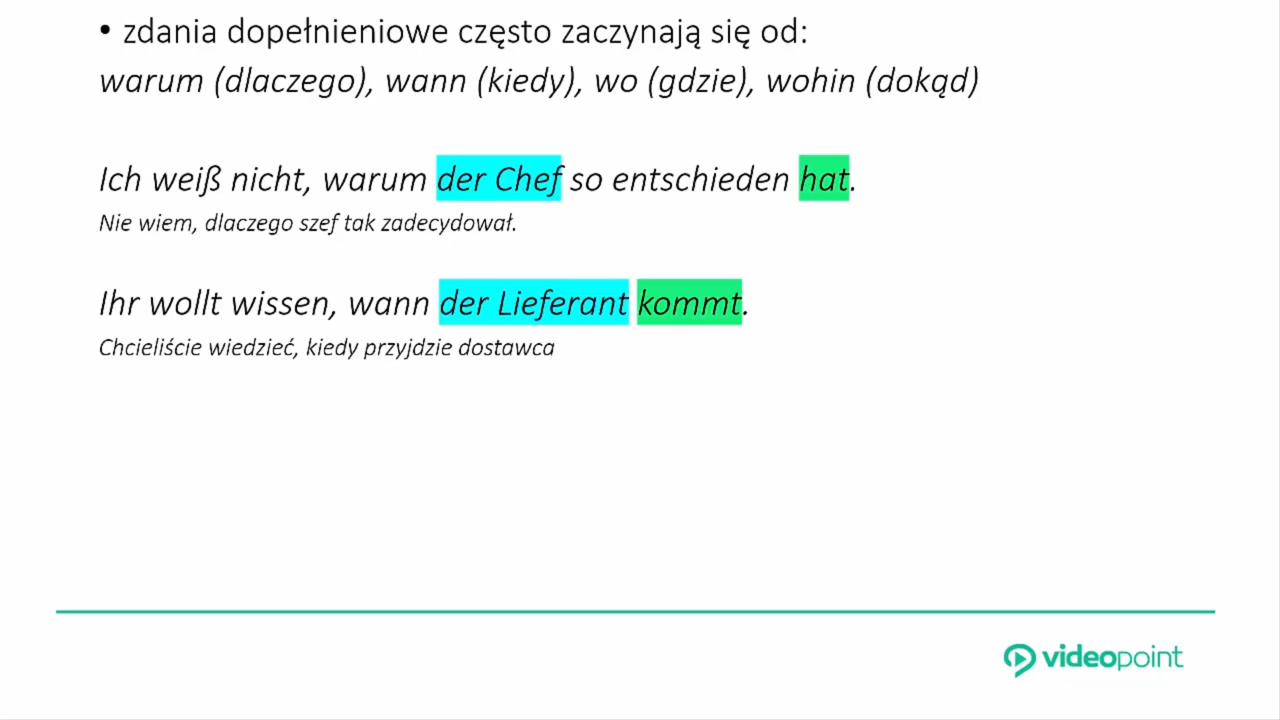 • zdania dopełnieniowe często zaczynają się od:
warum (dlaczego), wann (kiedy), wo (gdzie), wohin (dokąd)
Ich weiß nicht, warum der Chef so entschieden hat.
Nie wiem, dlaczego szef tak zadecydował.
Ihr wollt wissen, wann der Lieferant kommt.
Chcieliście wiedzieć, kiedy przyjdzie dostawca
videopoint